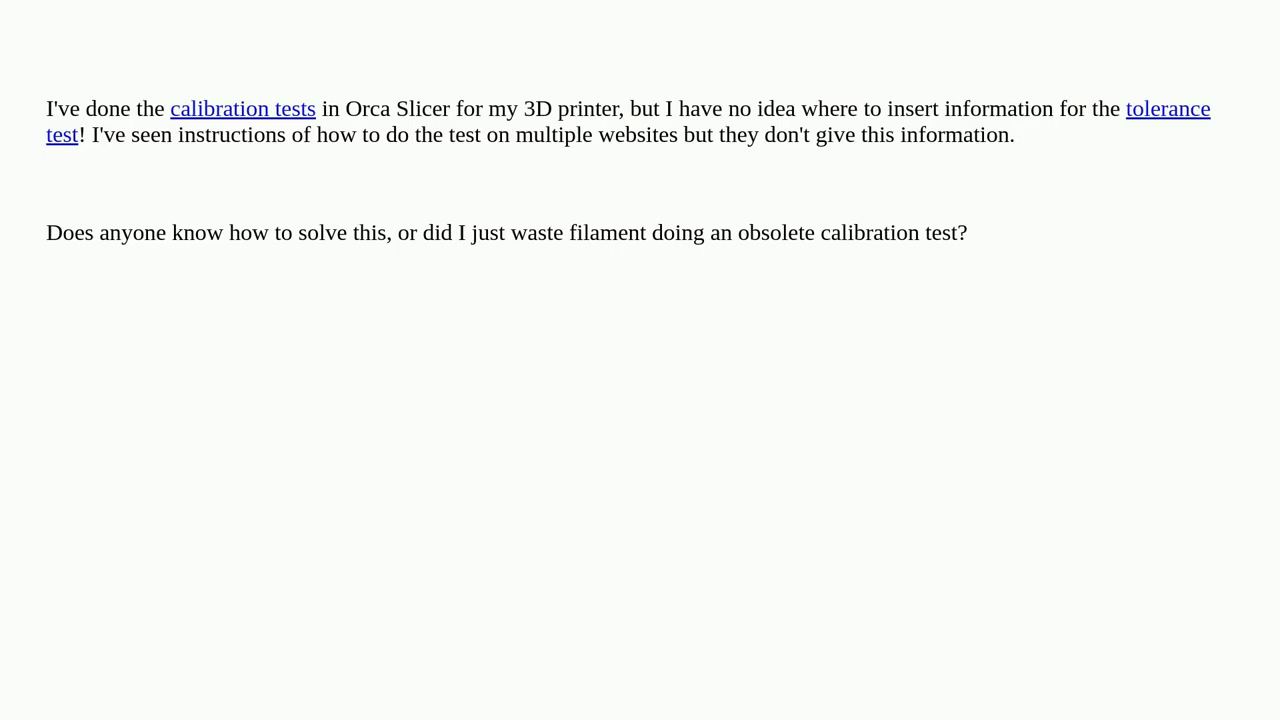 I've done the calibration tests in Orca Slicer for my 3D printer, but I have no idea where to insert information for the tolerance
test! I've seen instructions of how to do the test on multiple websites but they don't give this information.
Does anyone know how to solve this, or did I just waste filament doing an obsolete calibration test?